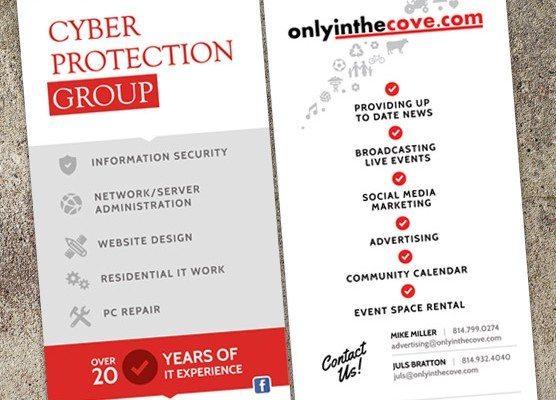 CYBER
PROTECTION
GROUP
INFORMATION SECURITY
NETWORK/SERVER
ADMINISTRATION
WEBSITE DESIGN
RESIDENTIAL IT WORK
PC REPAIR
OVER
20
YEARS OF
IT EXPERIENCE
f
onlyinthecove.com
PROVIDING UP
TO DATE NEWS
BROADCASTING
LIVE EVENTS
SOCIAL MEDIA
MARKETING
ADVERTISING
COMMUNITY CALENDAR
EVENT SPACE RENTAL
Contact
Us!
MIKE MILLER | 814.799.0274
advertising@onlyinthecove.com
JULS BRATTON | 814.932.4040
juls@onlyinthecove.com